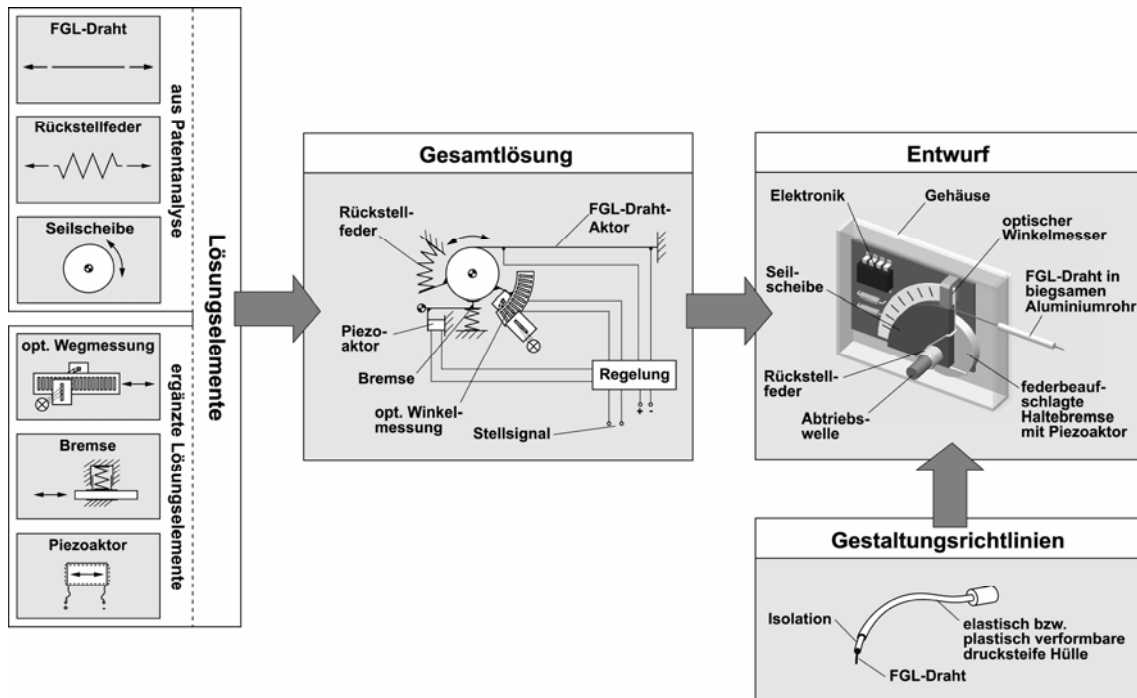 FGL-Draht
Rückstellfeder
Seilscheibe
aus Patentanalyse
opt. Wegmessung
Bremse
Piezoaktor
+ -
ergänzte Lösungselemente
Lösungselemente
Gesamtlösung
Rückstell-
feder
FGL-Draht-
Aktor
Piezo-
aktor
Bremse
opt. Winkel-
messung
Regelung
+ -
Stellsignal
Entwurf
Elektronik
Gehäuse
optischer
Winkelmesser
Seil-
scheibe
FGL-Draht in
biegsamen
Aluminiumrohr
Rückstell-
feder
Abtriebs-
welle
federbeauf-
schlagte
Haltebremse
mit Piezoaktor
Gestaltungsrichtlinien
Isolation
elastisch bzw.
plastisch verformbare
drucksteife Hülle
FGL-Draht